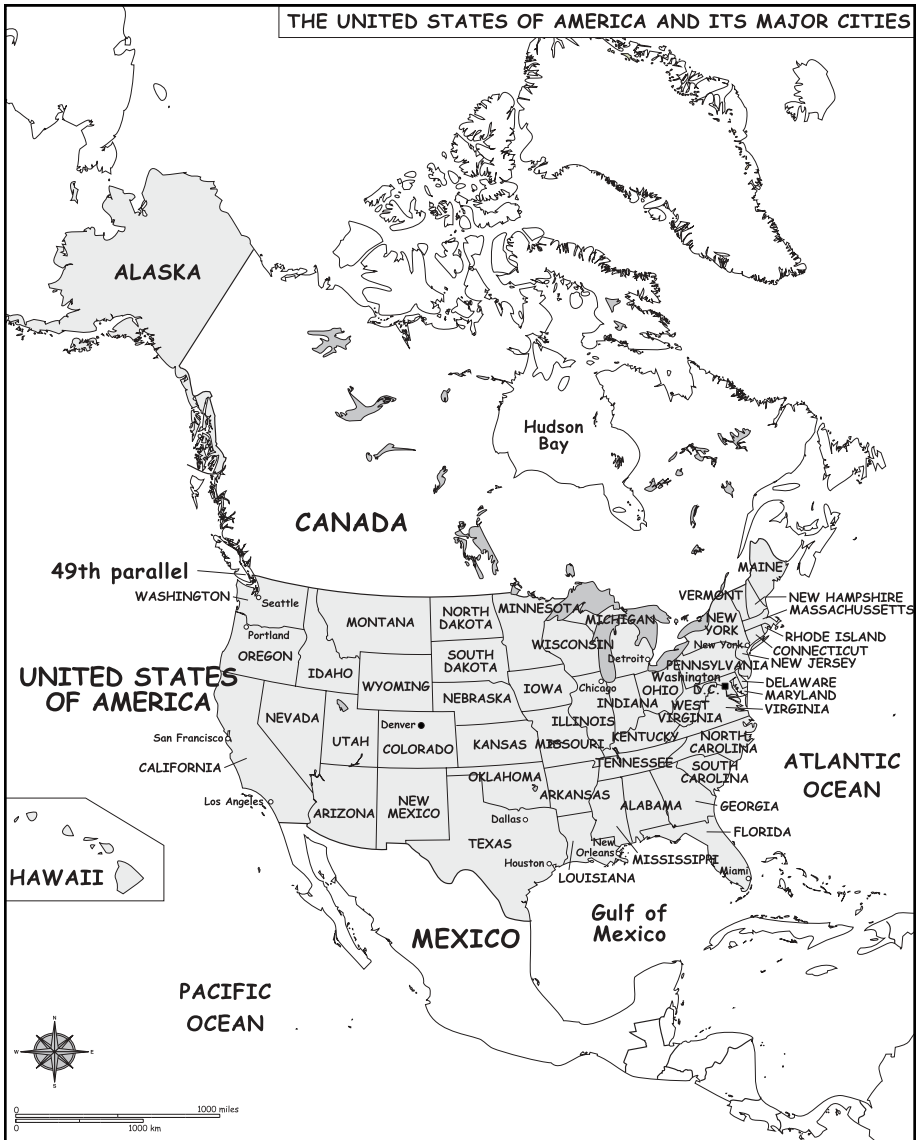 THE UNITED STATES OF AMERICA AND ITS MAJOR CITIES
ALASKA
Hudson
Bay
CANADA
49th parallel
WASHINGTON
Seattle
Portland
OREGON
IDAHO
MONTANA
NORTH
DAKOTA
MINNESOTA
MICHIGAN
VERMONT
MAINE
NEW HAMPSHIRE
MASSACHUSSETTS
NEW
YORK
New York
RHODE ISLAND
CONNECTICUT
NEW JERSEY
WISCONSIN
Detroit
PENNSYLVANIA
SOUTH
DAKOTA
WYOMING
UNITED STATES
OF AMERICA
NEBRASKA
IOWA
Chicago
INDIANA
OHIO
Washington
D.C.
DELAWARE
MARYLAND
VIRGINIA
WEST
VIRGINIA
NEVADA
UTAH
Denver
COLORADO
KANSAS
MISSOURI
ILLINOIS
KENTUCKY
NORTH
CAROLINA
San Francisco
CALIFORNIA
Los Angeles
ARIZONA
NEW
MEXICO
OKLAHOMA
ARKANSAS
TENNESSEE
SOUTH
CAROLINA
ATLANTIC
OCEAN
ALABAMA
GEORGIA
Dallas
TEXAS
Houston
New
Orleans
FLORIDA
MISSISSIPPI
LOUISIANA
Miami
HAWAII
Gulf of
Mexico
MEXICO
PACIFIC
OCEAN
N
W
E
S
0
1000 miles
0
1000 km